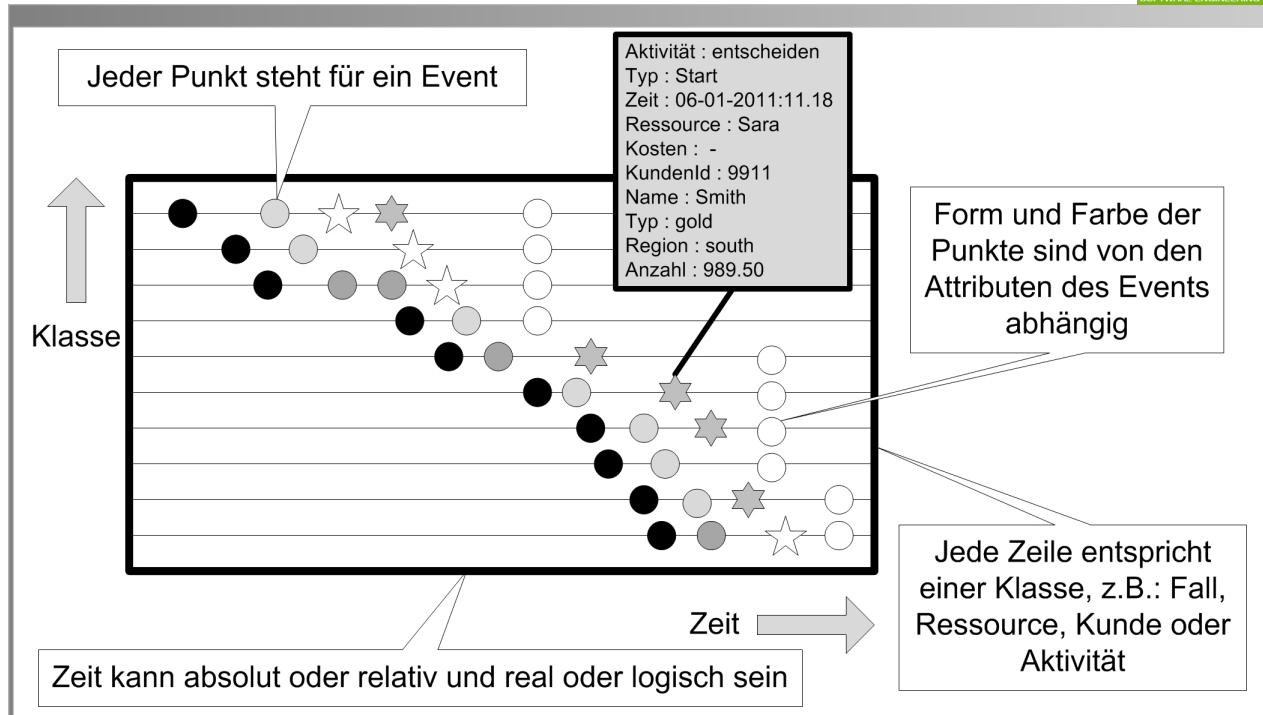 SOFTWARE ENGINEERING
Jeder Punkt steht für ein Event
Aktivität : entscheiden
Typ : Start
Zeit : 06-01-2011:11.18
Ressource : Sara
Kosten :  -
KundenId : 9911
Name : Smith
Typ : gold
Region : south
Anzahl : 989.50
Form und Farbe der
Punkte sind von den
Attributen des Events
abhängig
Klasse
Jede Zeile entspricht
einer Klasse, z.B.: Fall,
Ressource, Kunde oder
Aktivität
Zeit
Zeit kann absolut oder relativ und real oder logisch sein